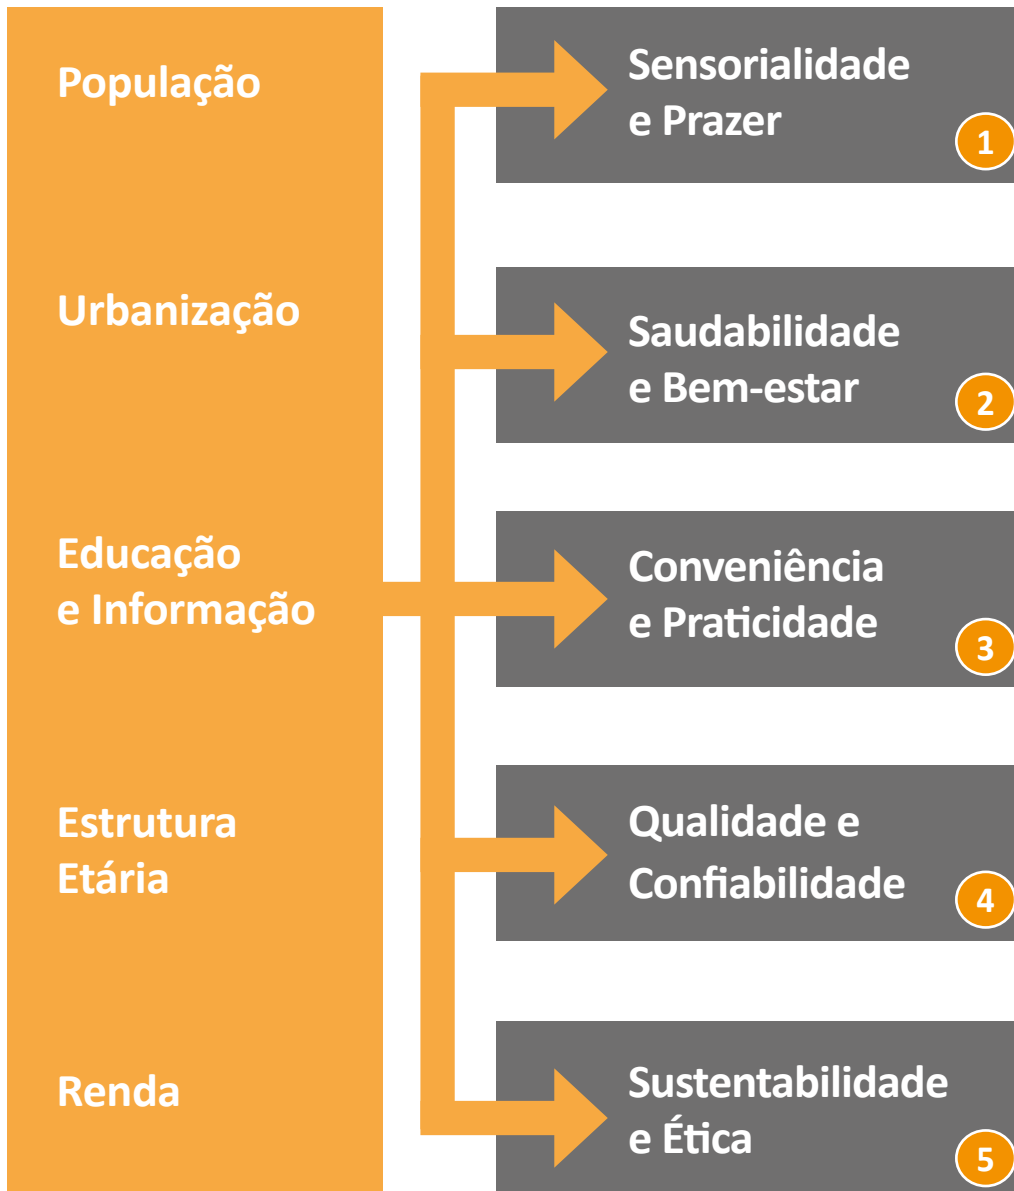 População
Urbanização
Educação
e Informação
Estrutura
Etária
Renda
Sensorialidade
e Prazer
1
Saudabilidade
e Bem-estar
2
Conveniência
e Praticidade
3
Qualidade e
Confiabilidade
4
Sustentabilidade
e Ética
5